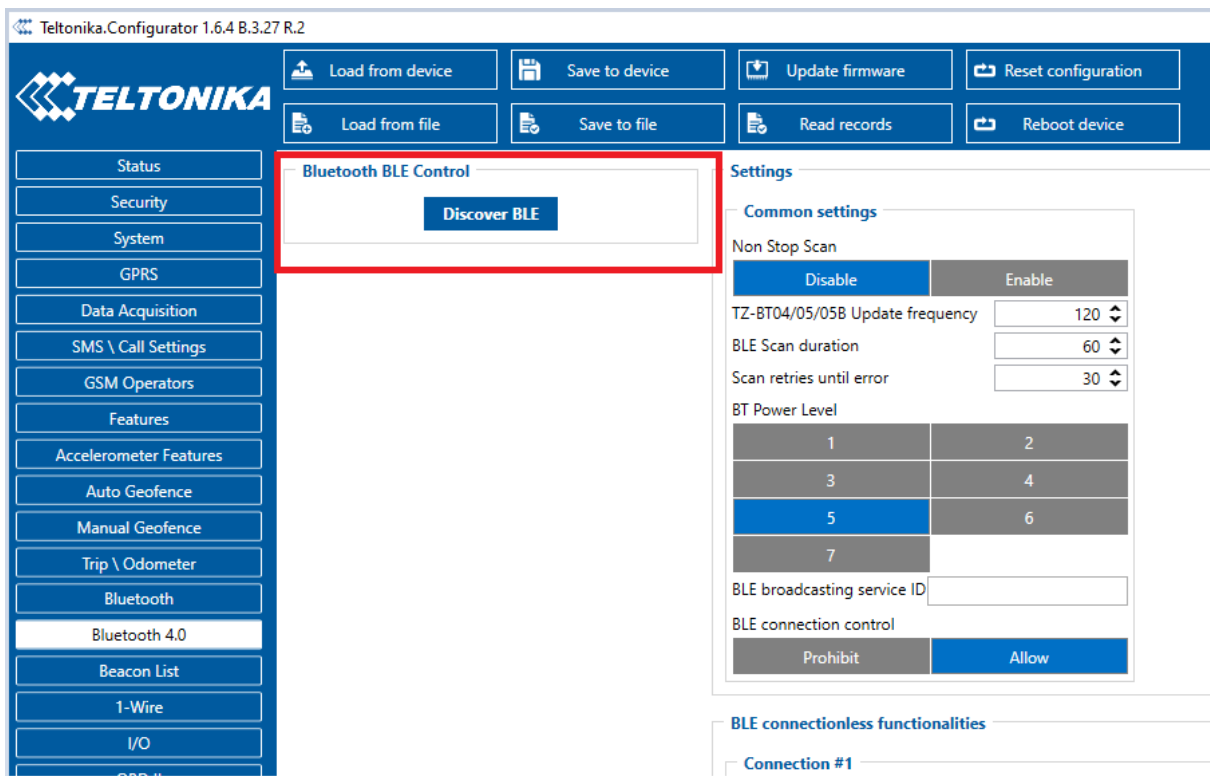 Teltonika.Configurator 1.6.4 B.3.27 R.2
TELTONIKA
Load from device
Save to device
Update firmware
Reset configuration
Load from file
Save to file
Read records
Reboot device
Status
Security
System
GPRS
Data Acquisition
SMS \ Call Settings
GSM Operators
Features
Accelerometer Features
Auto Geofence
Manual Geofence
Trip \ Odometer
Bluetooth
Bluetooth 4.0
Beacon List
1-Wire
I/O
Bluetooth BLE Control
Discover BLE
Settings
Common settings
Non Stop Scan
Disable Enable
TZ-BT04/05/05B Update frequency 120
BLE Scan duration 60
Scan retries until error 30
BT Power Level
1 2
3 4
5 6
7
BLE broadcasting service ID
BLE connection control
Prohibit Allow
BLE connectionless functionalities
Connection #1